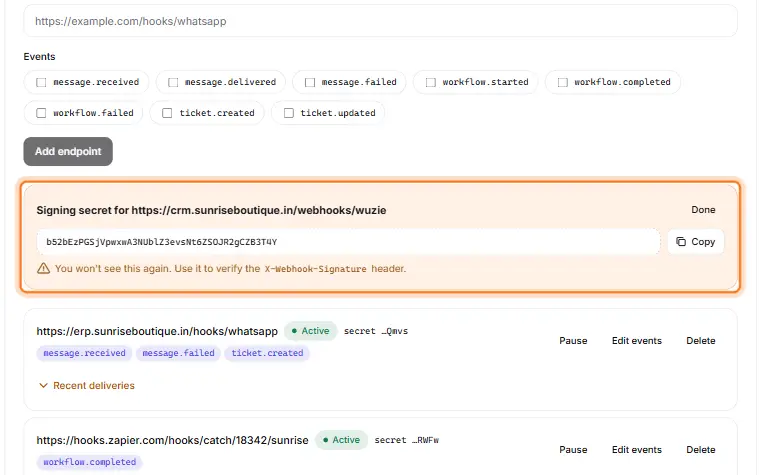 https://example.com/hooks/whatsapp
Events
message.received message.delivered message.failed workflow.started workflow.completed
workflow.failed ticket.created ticket.updated
Add endpoint
Signing secret for https://crm.sunriseboutique.in/webhooks/wuzie Done
b52bEzPGSjVpwxwA3NUblZ3evsNt6ZSOJR2gCZB3T4Y Copy
You won't see this again. Use it to verify the X-Webhook-Signature header.
https://erp.sunriseboutique.in/hooks/whatsapp Active secret …Qmvs
Pause Edit events Delete
message.received message.failed ticket.created
Recent deliveries
https://hooks.zapier.com/hooks/catch/18342/sunrise Active secret …RWFw
Pause Edit events Delete
workflow.completed